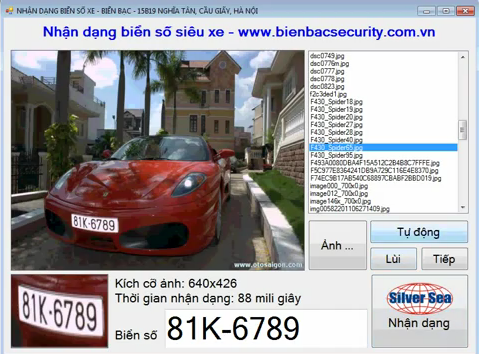 NHẬN DẠNG BIỂN SỐ XE - BIỂN BẠC - 15B19 NGHĨA TÂN, CẦU GIẤY, HÀ NỘI
Nhận dạng biển số siêu xe - www.bienbacsecurity.com.vn
81K-6789
www.otosaigon.com
dsc0749.jpg
dsc0776m.jpg
dsc0777.jpg
dsc0778.jpg
dsc0823.jpg
f2c3ded1.jpg
F430_Spider18.jpg
F430_Spider19.jpg
F430_Spider20.jpg
F430_Spider27.jpg
F430_Spider28.jpg
F430_Spider40.jpg
F430_Spider65.jpg
F430_Spider95.jpg
F493A0080DBA4F15A512C2B4B8C7FFFE.jpg
F5C977E8364241DB9A729C116E4E8370.jpg
F74EC9B17AB540C68897CBABF2BBD019.jpg
image000_700x0.jpg
image012_700x0.jpg
image146x_700x0.jpg
img00582201106271409.jpg
Ảnh ...
Tự động
Lùi
Tiếp
81K-6789
Kích cỡ ảnh: 640x426
Thời gian nhận dạng: 88 mili giây
Biển số 81K-6789
Silver Sea
Nhận dạng